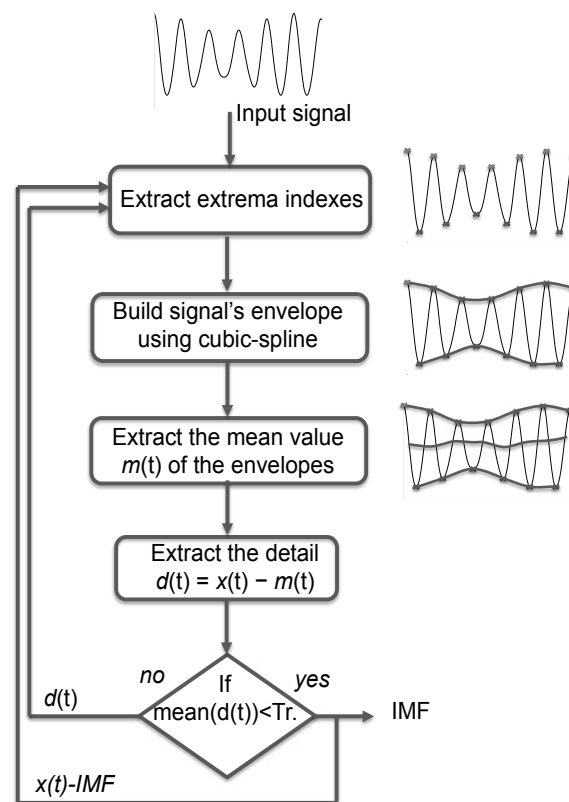 Input signal
Extract extrema indexes
Build signal's envelope
using cubic-spline
Extract the mean value
m(t) of the envelopes
Extract the detail
d(t) = x(t) − m(t)
no
If
yes
mean(d(t))<Tr.
d(t)
IMF
x(t)-IMF